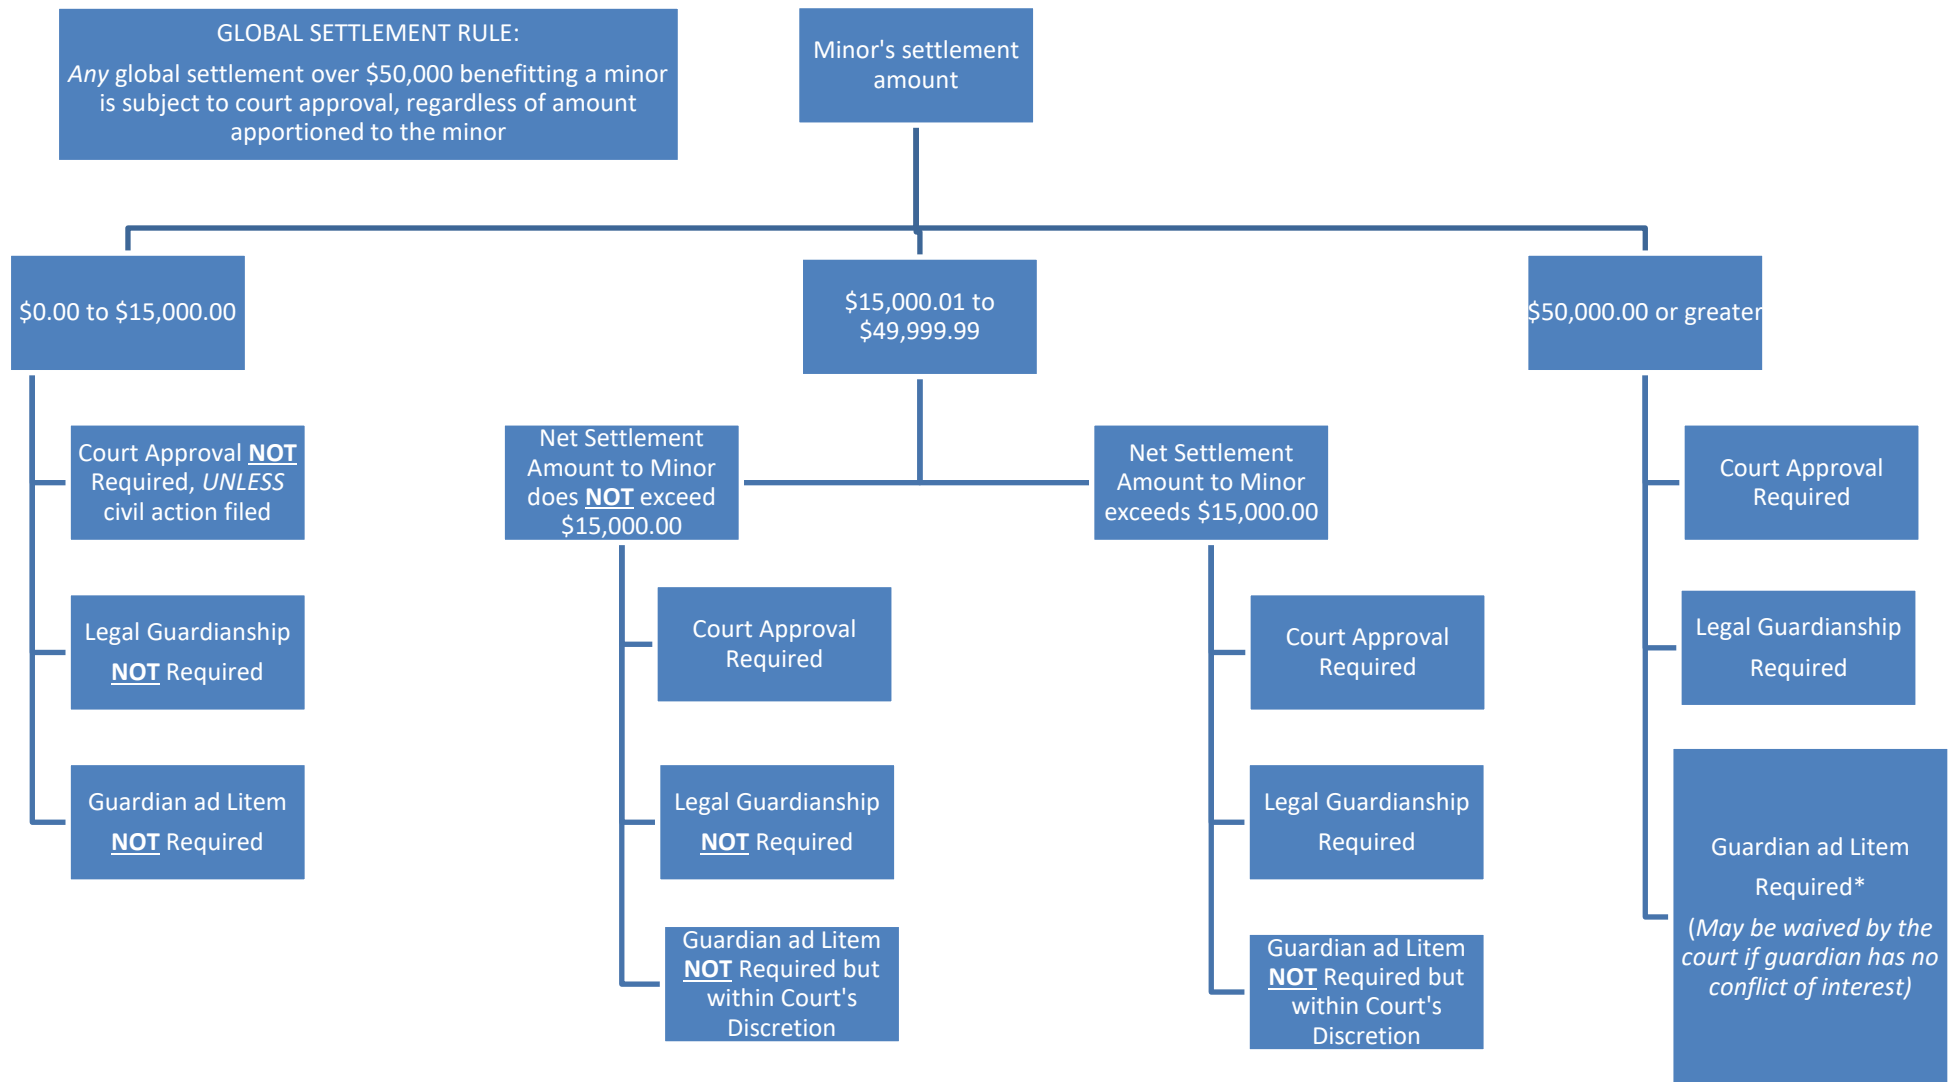 GLOBAL SETTLEMENT RULE:
Any global settlement over $50,000 benefitting a minor
is subject to court approval, regardless of amount
apportioned to the minor
Minor's settlement
amount
$0.00 to $15,000.00
$15,000.01 to
$49,999.99
$50,000.00 or greater
Court Approval NOT
Required, UNLESS
civil action filed
Legal Guardianship
NOT Required
Guardian ad Litem
NOT Required
Net Settlement
Amount to Minor
does NOT exceed
$15,000.00
Court Approval
Required
Legal Guardianship
NOT Required
Guardian ad Litem
NOT Required but
within Court's
Discretion
Net Settlement
Amount to Minor
exceeds $15,000.00
Court Approval
Required
Legal Guardianship
Required
Guardian ad Litem
NOT Required but
within Court's
Discretion
Court Approval
Required
Legal Guardianship
Required
Guardian ad Litem
Required*
(May be waived by the
court if guardian has no
conflict of interest)